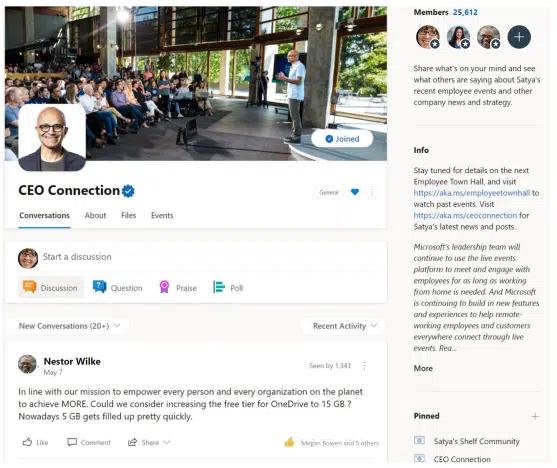 Joined
CEO Connection
General
Conversations About Files Events
Start a discussion
Discussion Question Praise Poll
New Conversations (20+)
Recent Activity
Nestor Wilke
May 7
Seen by 1,343
In line with our mission to empower every person and every organization on the planet
to achieve MORE. Could we consider increasing the free tier for OneDrive to 15 GB ?
Nowadays 5 GB gets filled up pretty quickly.
Like Comment Share
Megan Bowen and 5 others
Members 25,612
Share what's on your mind and see
what others are saying about Satya's
recent employee events and other
company news and strategy.
Info
Stay tuned for details on the next
Employee Town Hall, and visit
https://aka.ms/employeetownhall to
watch past events. Visit
https://aka.ms/ceoconnection for
Satya's latest news and posts.
Microsoft's leadership team will
continue to use the live events
platform to meet and engage with
employees for as long as working
from home is needed. And Microsoft
is continuing to build in new features
and experiences to help remote-
working employees and customers
everywhere connect through live
events. Rea...
More
Pinned
Satya's Shelf Community
CEO Connection